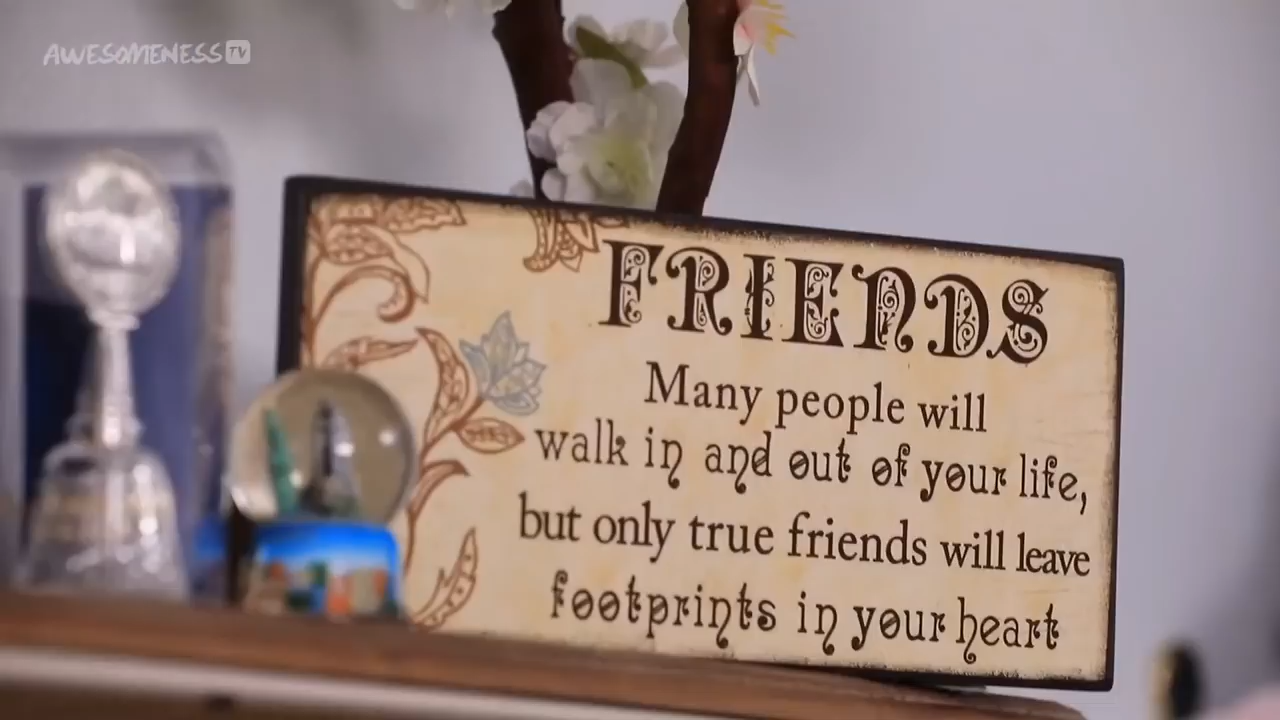 AWESOMENESS TV
FRIENDS
Many people will
walk in and out of your life,
but only true friends will leave
footprints in your heart